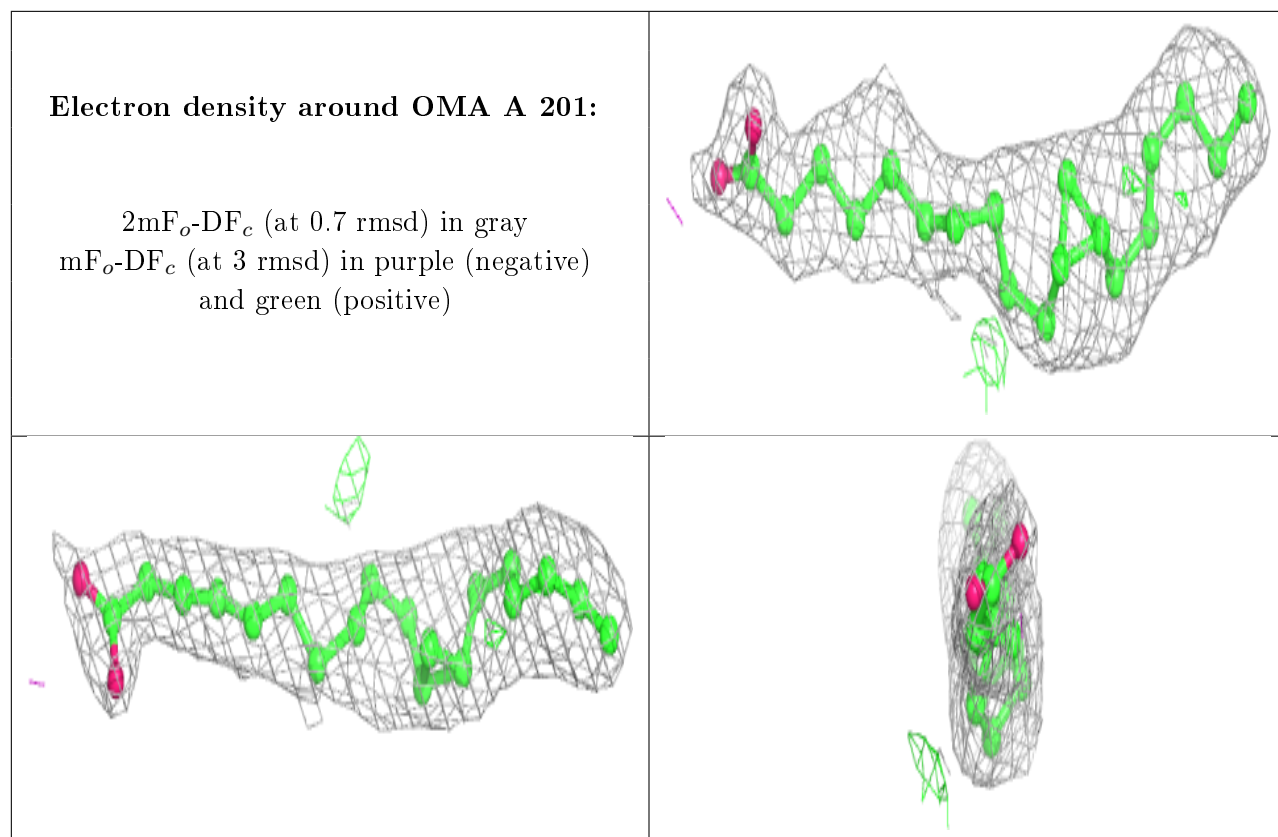 Electron density around OMA A 201:
2mFo-DFc (at 0.7 rmsd) in gray
mFo-DFc (at 3 rmsd) in purple (negative)
and green (positive)